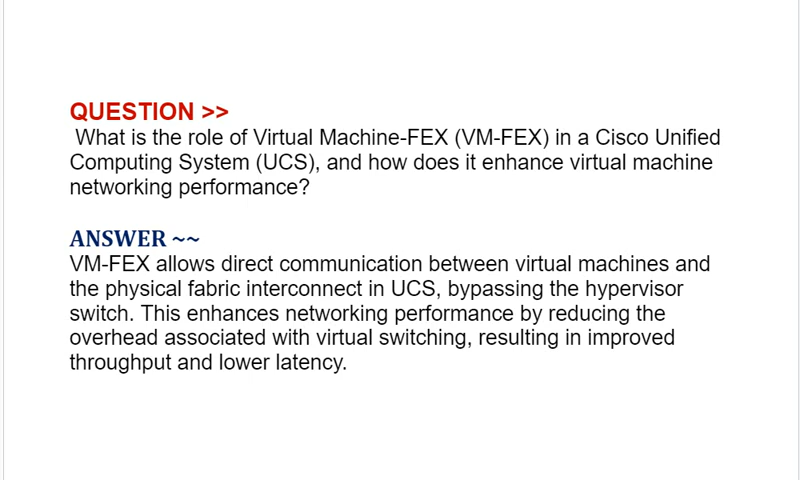 QUESTION >>
What is the role of Virtual Machine-FEX (VM-FEX) in a Cisco Unified
Computing System (UCS), and how does it enhance virtual machine
networking performance?
ANSWER ~~
VM-FEX allows direct communication between virtual machines and
the physical fabric interconnect in UCS, bypassing the hypervisor
switch. This enhances networking performance by reducing the
overhead associated with virtual switching, resulting in improved
throughput and lower latency.